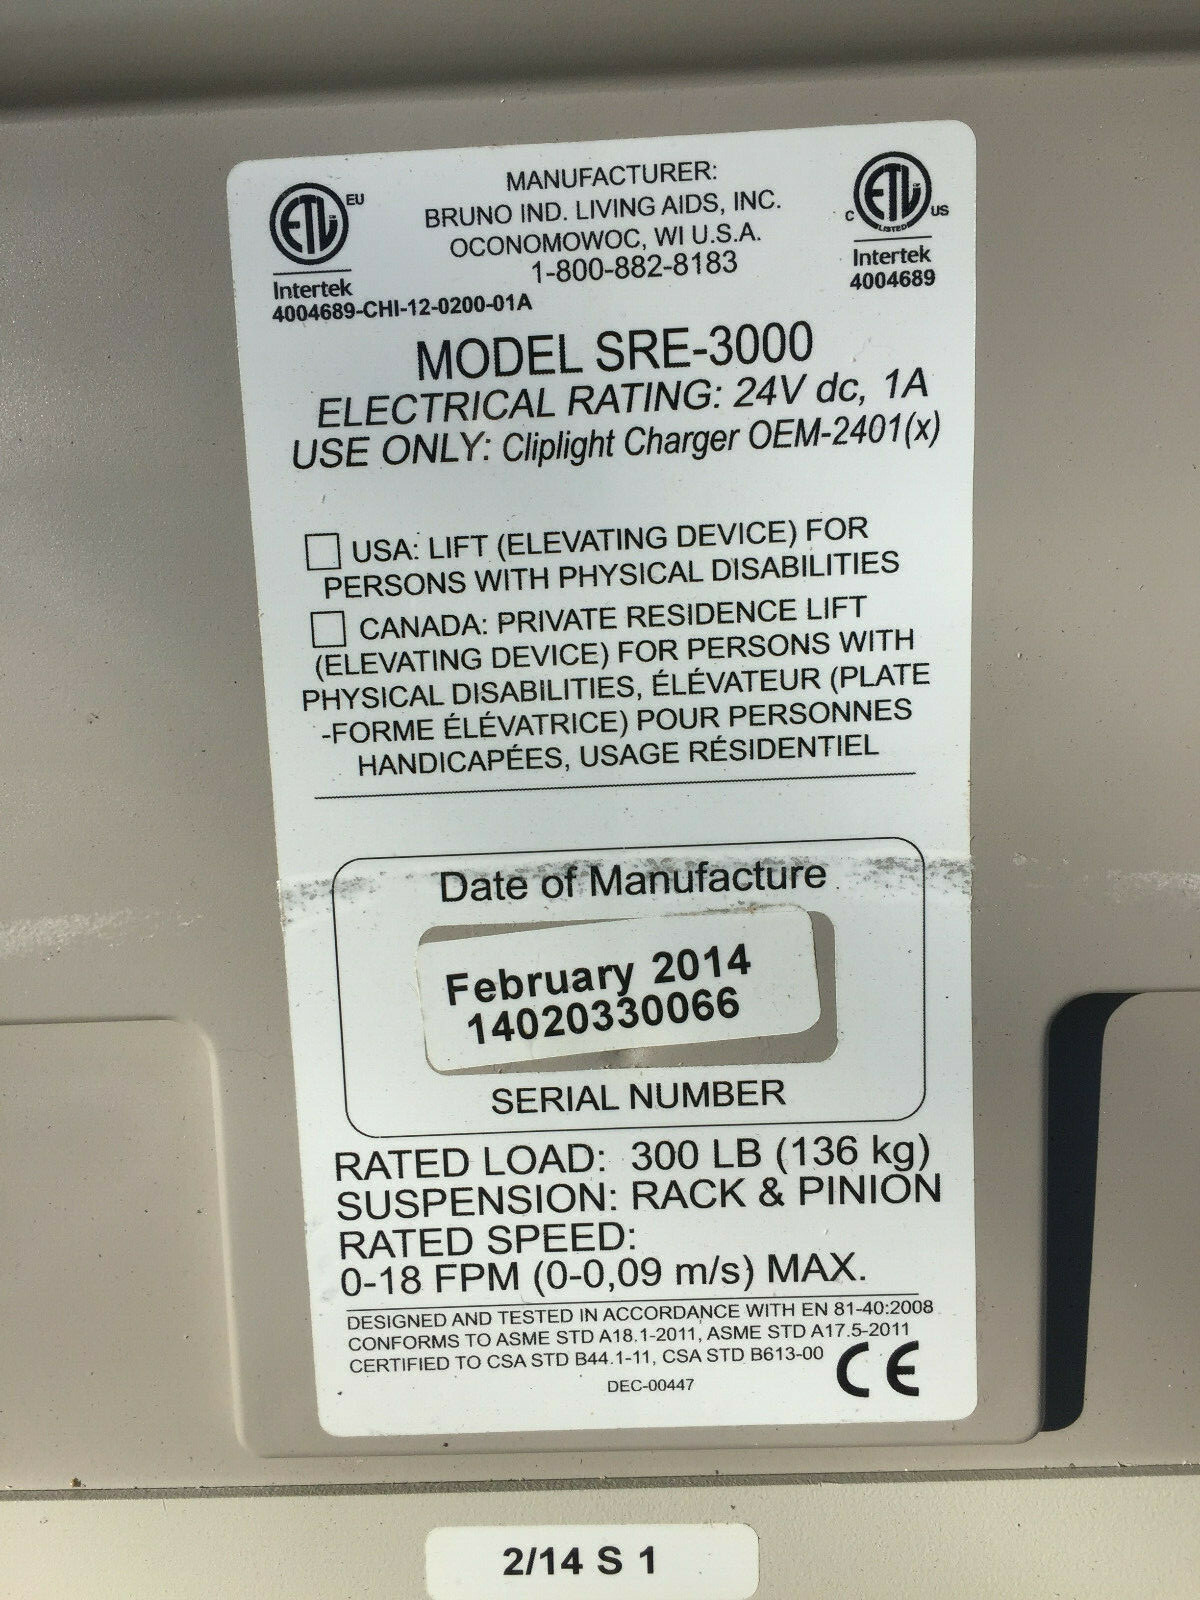 ETL EU
Intertek
4004689-CHI-12-0200-01A
MANUFACTURER:
BRUNO IND. LIVING AIDS, INC.
OCONOMOWOC, WI U.S.A.
1-800-882-8183
C ETL US
LISTED
Intertek
4004689
MODEL SRE-3000
ELECTRICAL RATING: 24V dc, 1A
USE ONLY: Cliplight Charger OEM-2401(x)
USA: LIFT (ELEVATING DEVICE) FOR
PERSONS WITH PHYSICAL DISABILITIES
CANADA: PRIVATE RESIDENCE LIFT
(ELEVATING DEVICE) FOR PERSONS WITH
PHYSICAL DISABILITIES, ÉLÉVATEUR (PLATE
-FORME ÉLÉVATRICE) POUR PERSONNES
HANDICAPÉES, USAGE RÉSIDENTIEL
Date of Manufacture
February 2014
14020330066
SERIAL NUMBER
RATED LOAD: 300 LB (136 kg)
SUSPENSION: RACK & PINION
RATED SPEED:
0-18 FPM (0-0,09 m/s) MAX.
DESIGNED AND TESTED IN ACCORDANCE WITH EN 81-40:2008
CONFORMS TO ASME STD A18.1-2011, ASME STD A17.5-2011
CERTIFIED TO CSA STD B44.1-11, CSA STD B613-00
CE
DEC-00447
2/14 S 1